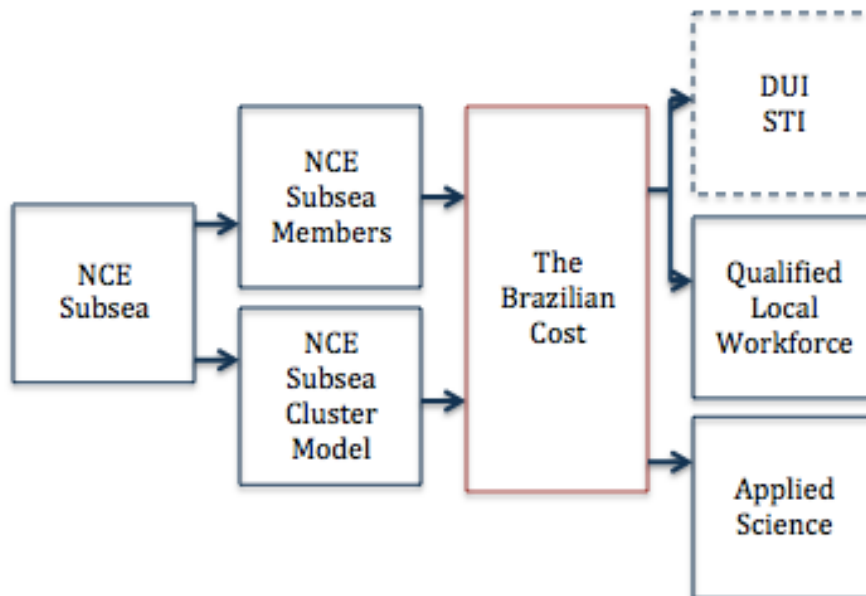 NCE
Subsea
NCE
Subsea
Members
NCE
Subsea
Cluster
Model
The
Brazilian
Cost
DUI
STI
Qualified
Local
Workforce
Applied
Science